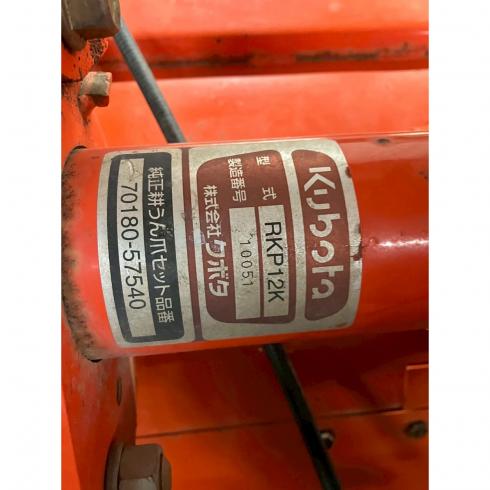 Kubota
型式 RKP12K
製造番号 10051
株式会社クボタ
純正耕うん爪セット品番
70180-57540